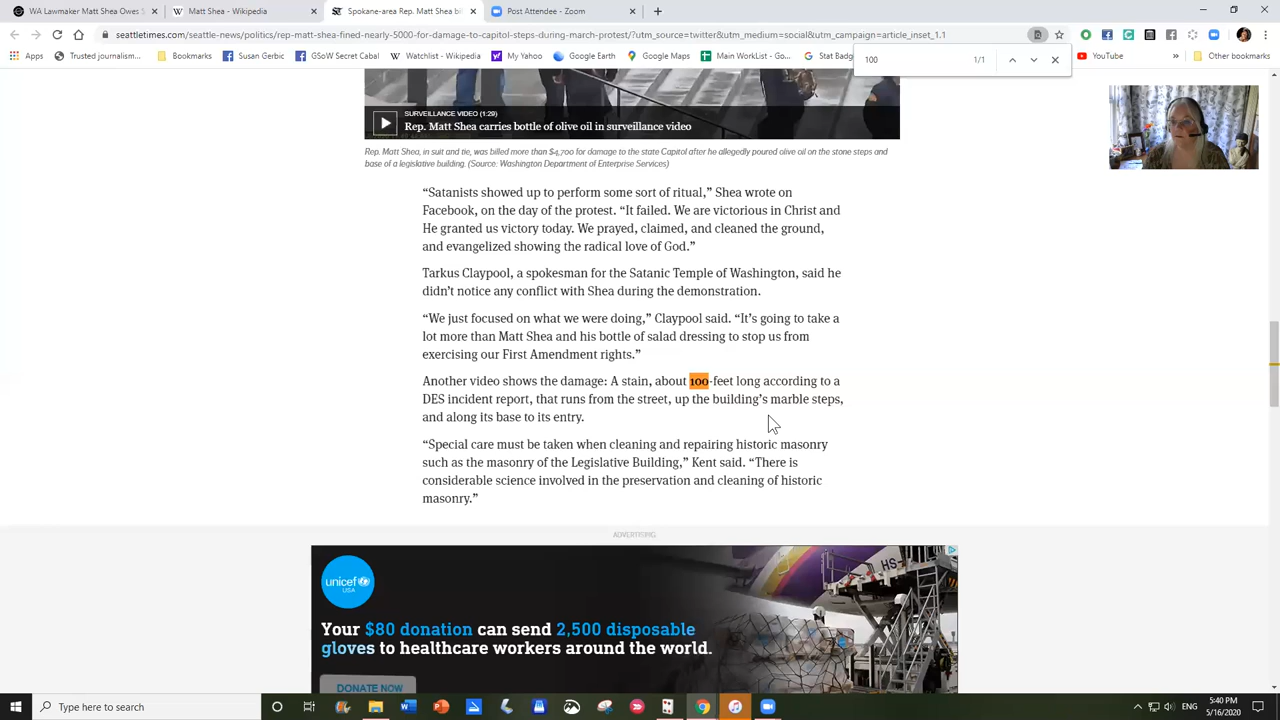 WA Lawmaker Matt Shea Owes S
Matt Shea - Wikipedia
Spokane-area Rep. Matt Shea bil
Post Attendee - Zoom
seattletimes.com/seattle-news/politics/rep-matt-shea-fined-nearly-5000-for-damage-to-capitol-steps-during-march-protest/?utm_source=twitter&utm_medium=social&utm_campaign=article_inset_1.1
Apps
Trusted sources
Bookmarks
Susan Gerbic
GSoW Secret Cabal
Watchlist - Wikipedia
My Yahoo
Google Earth
Google Maps
Main WorkList - Go...
Stat Badg
YouTube
»
Other bookmarks
100
1/1
SURVEILLANCE VIDEO (1:29)
Rep. Matt Shea carries bottle of olive oil in surveillance video
Rep. Matt Shea, in suit and tie, was billed more than $4,700 for damage to the state Capitol after he allegedly poured olive oil on the stone steps and
base of a legislative building. (Source: Washington Department of Enterprise Services)
“Satanists showed up to perform some sort of ritual,” Shea wrote on
Facebook, on the day of the protest. “It failed. We are victorious in Christ and
He granted us victory today. We prayed, claimed, and cleaned the ground,
and evangelized showing the radical love of God.”
Tarkus Claypool, a spokesman for the Satanic Temple of Washington, said he
didn’t notice any conflict with Shea during the demonstration.
“We just focused on what we were doing,” Claypool said. “It’s going to take a
lot more than Matt Shea and his bottle of salad dressing to stop us from
exercising our First Amendment rights.”
Another video shows the damage: A stain, about 100-feet long according to a
DES incident report, that runs from the street, up the building’s marble steps,
and along its base to its entry.
“Special care must be taken when cleaning and repairing historic masonry
such as the masonry of the Legislative Building,” Kent said. “There is
considerable science involved in the preservation and cleaning of historic
masonry.”
ADVERTISING
unicef
USA
HS-
Your $80 donation can send 2,500 disposable
gloves to healthcare workers around the world.
DONATE NOW
Type here to search
5:40 PM
5/16/2020